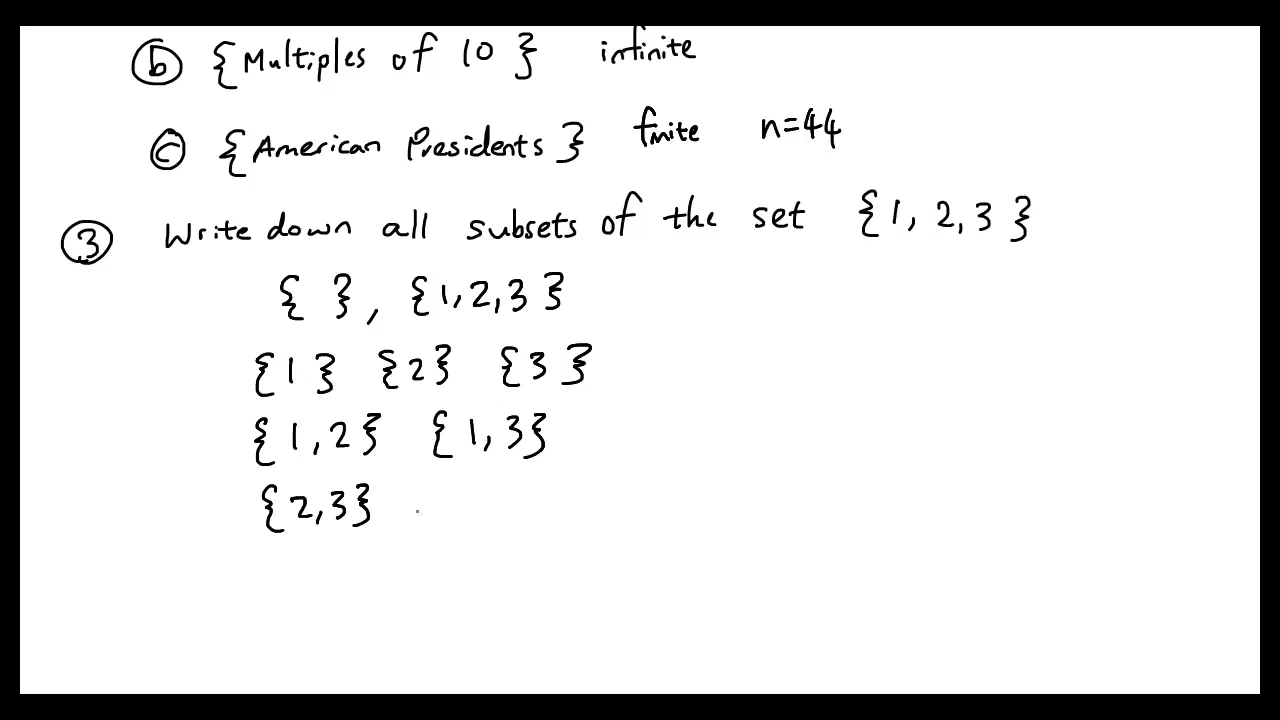 b {Multiples of 10} infinite
c {American Presidents} finite n=44
3 Write down all subsets of the set {1, 2, 3}
{ }, {1,2,3}
{1} {2} {3}
{1,2} {1,3}
{2,3}